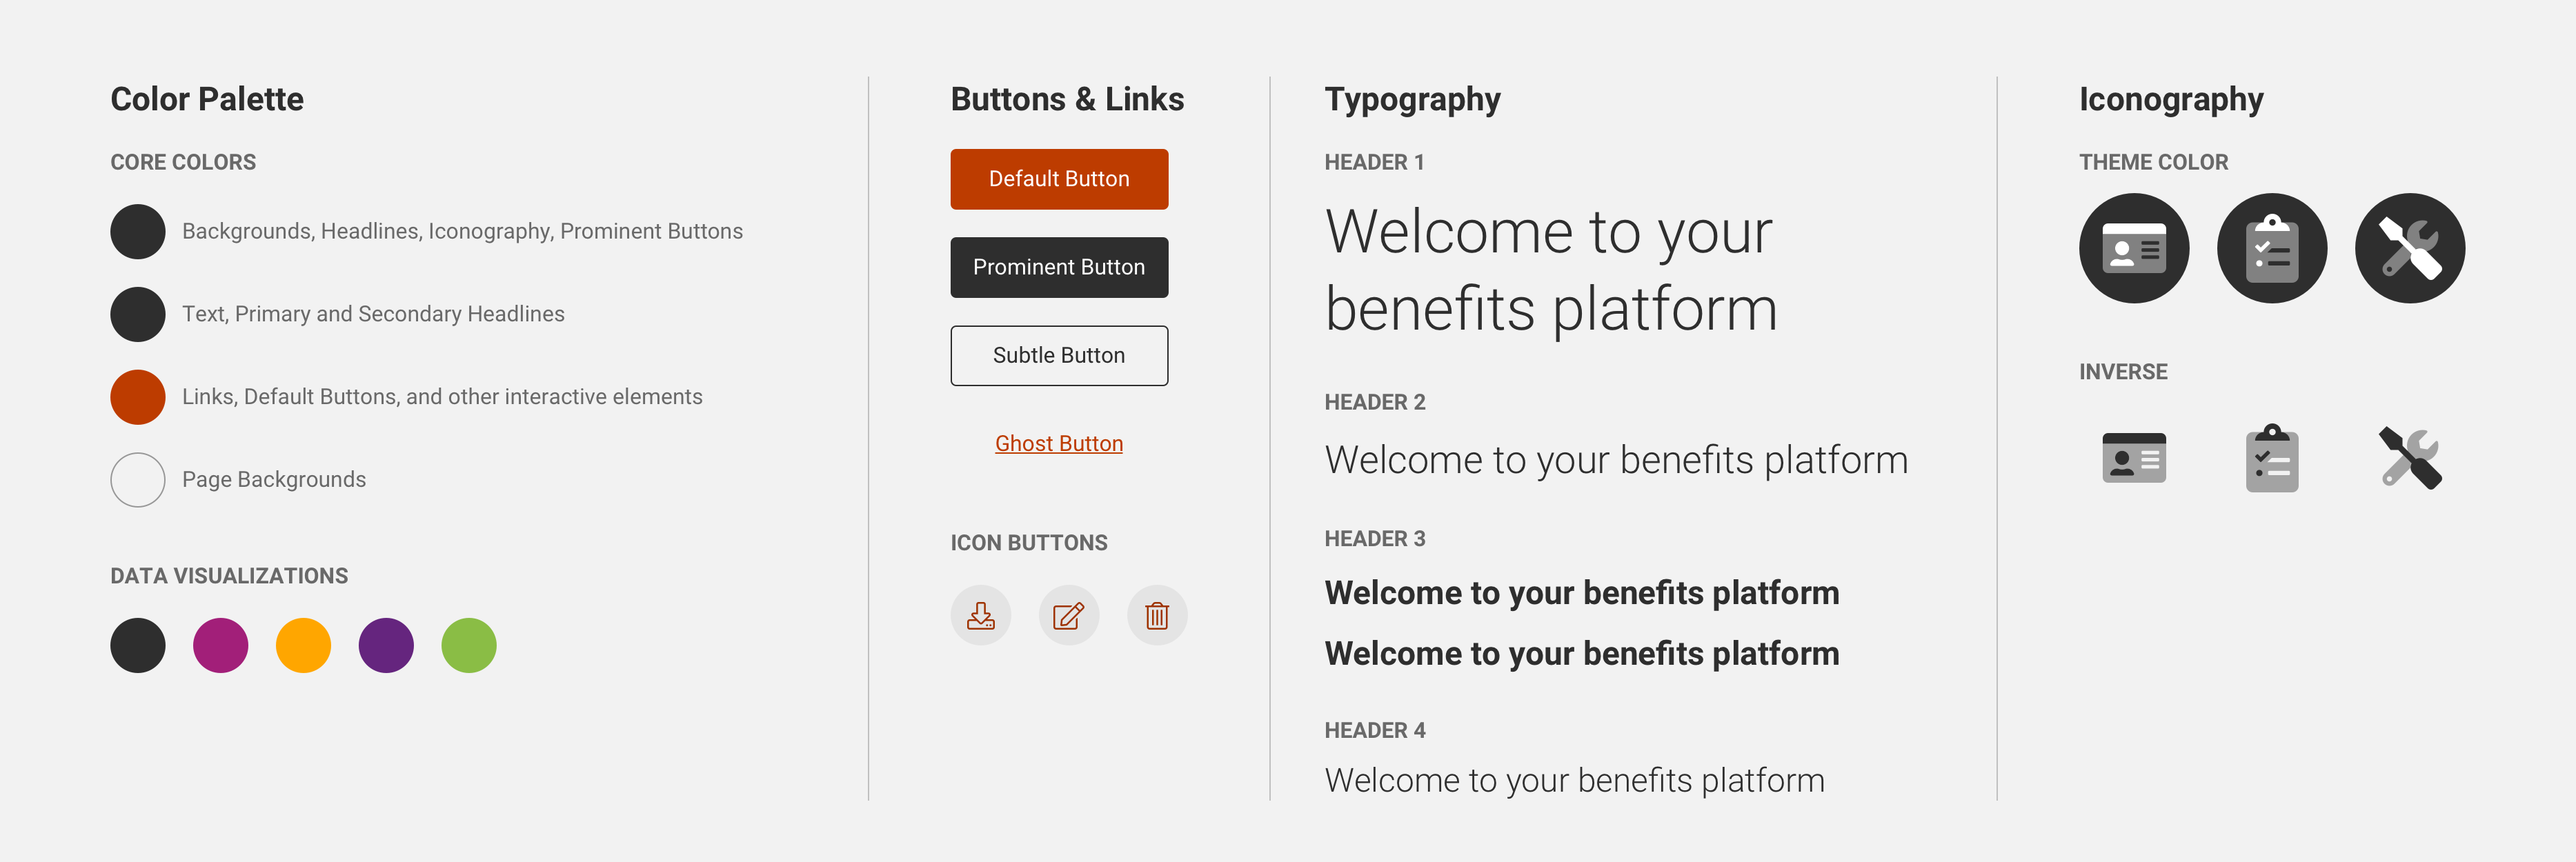 Color Palette
CORE COLORS
Backgrounds, Headlines, Iconography, Prominent Buttons
Text, Primary and Secondary Headlines
Links, Default Buttons, and other interactive elements
Page Backgrounds
DATA VISUALIZATIONS
Buttons & Links
Default Button
Prominent Button
Subtle Button
Ghost Button
ICON BUTTONS
Typography
HEADER 1
Welcome to your
benefits platform
HEADER 2
Welcome to your benefits platform
HEADER 3
Welcome to your benefits platform
Welcome to your benefits platform
HEADER 4
Welcome to your benefits platform
Iconography
THEME COLOR
INVERSE